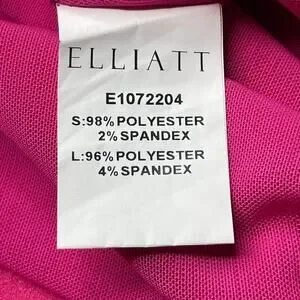 ELLIATT
E1072204
S:98% POLYESTER
2% SPANDEX
L:96% POLYESTER
4% SPANDEX